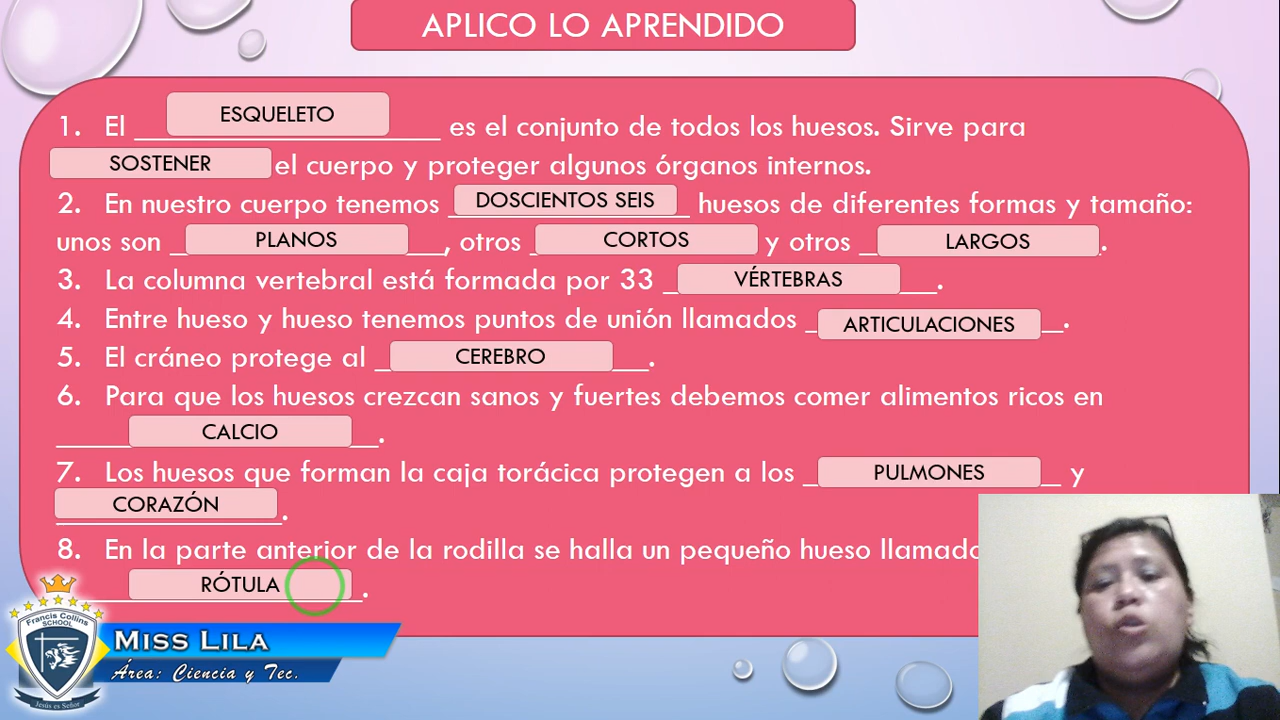 APLICO LO APRENDIDO
1. El ESQUELETO es el conjunto de todos los huesos. Sirve para
SOSTENER el cuerpo y proteger algunos órganos internos.
2. En nuestro cuerpo tenemos DOSCIENTOS SEIS huesos de diferentes formas y tamaño:
unos son PLANOS, otros CORTOS y otros LARGOS.
3. La columna vertebral está formada por 33 VÉRTEBRAS.
4. Entre hueso y hueso tenemos puntos de unión llamados ARTICULACIONES.
5. El cráneo protege al CEREBRO.
6. Para que los huesos crezcan sanos y fuertes debemos comer alimentos ricos en
CALCIO.
7. Los huesos que forman la caja torácica protegen a los PULMONES y
CORAZÓN.
8. En la parte anterior de la rodilla se halla un pequeño hueso llamado
RÓTULA.
Francis Collins
SCHOOL
Jesús es Señor
MISS LILA
Área: Ciencia y Tec.